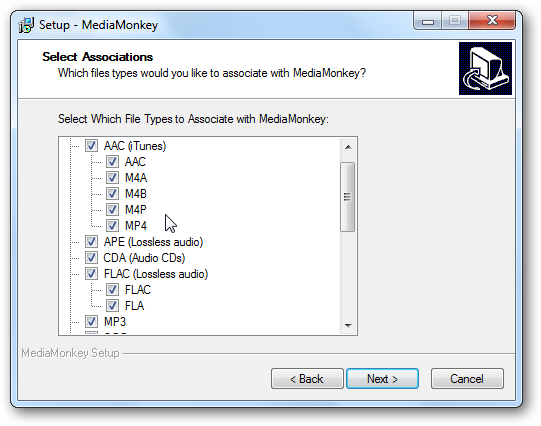 Setup - MediaMonkey
Select Associations
Which files types would you like to associate with MediaMonkey?
Select Which File Types to Associate with MediaMonkey:
AAC (iTunes)
AAC
M4A
M4B
M4P
MP4
APE (Lossless audio)
CDA (Audio CDs)
FLAC (Lossless audio)
FLAC
FLA
MP3
MediaMonkey Setup
< Back
Next >
Cancel